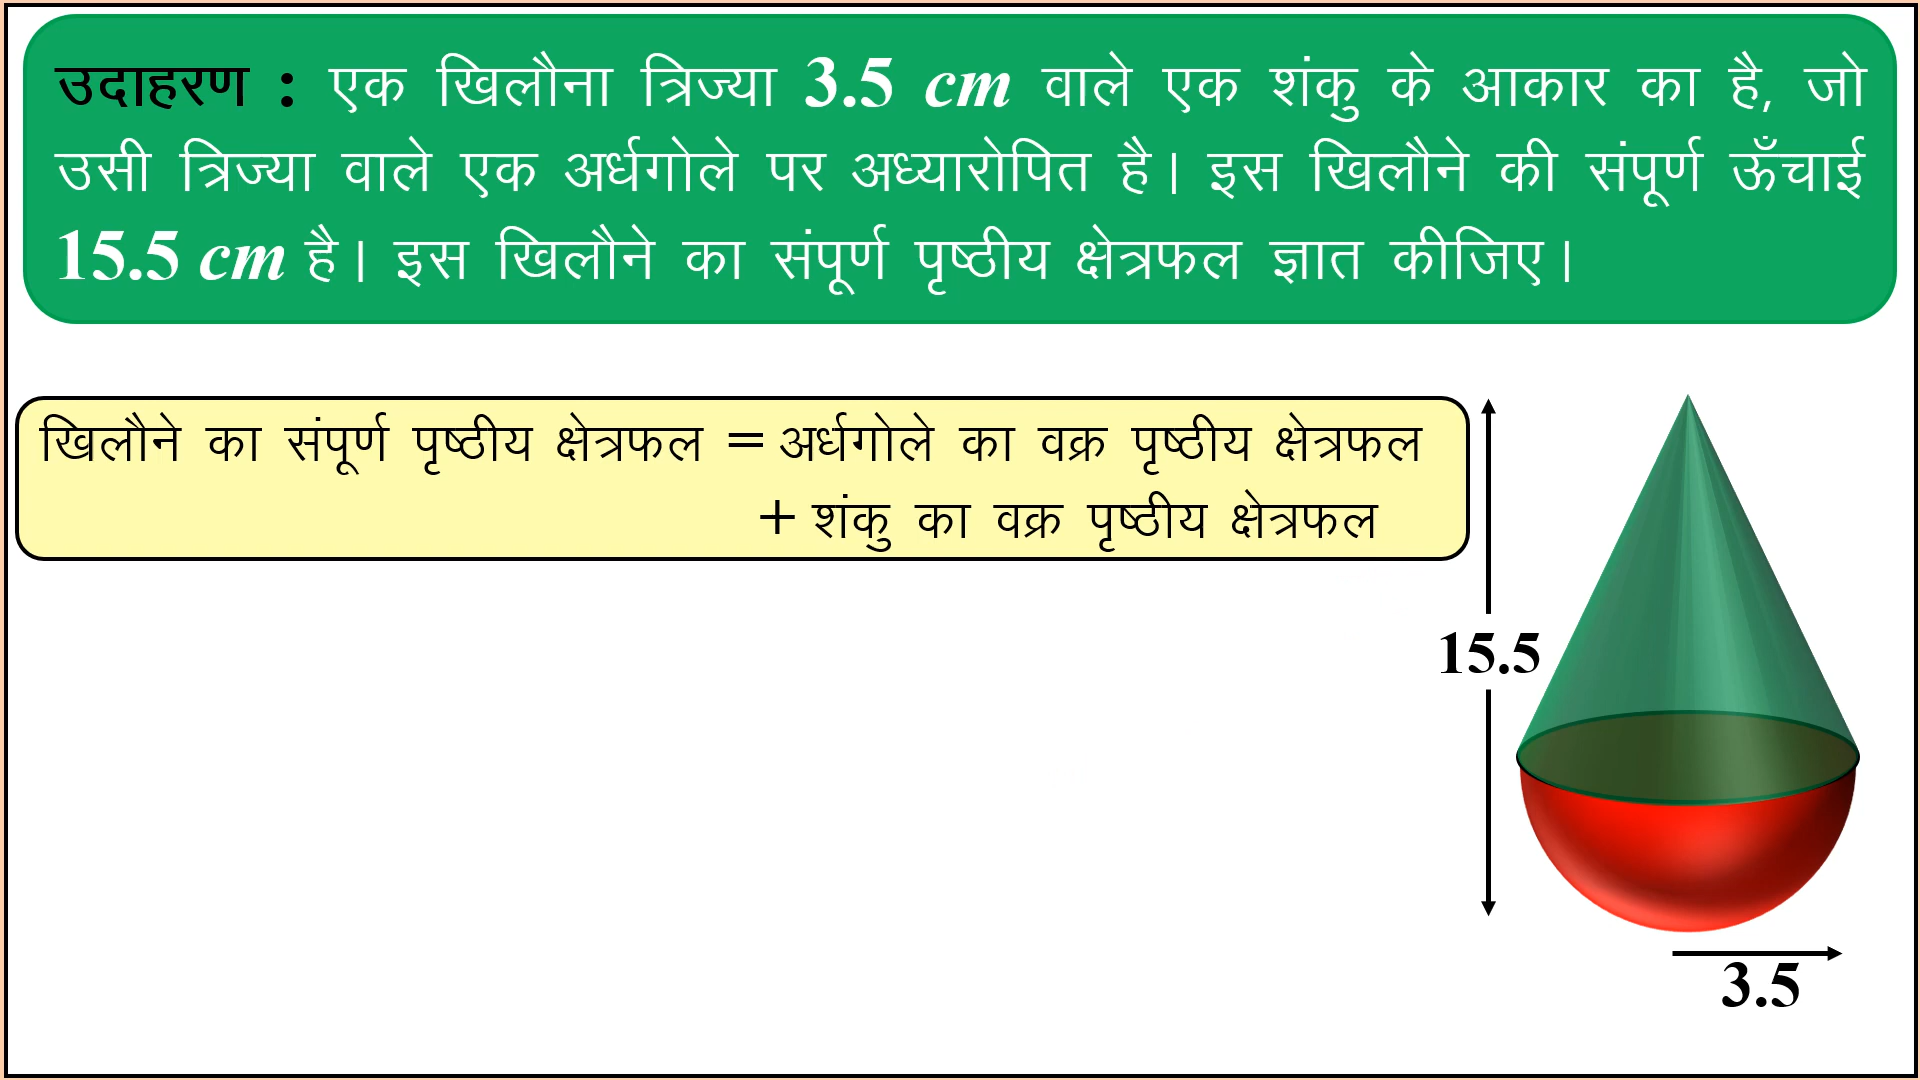 उदाहरण : एक खिलौना त्रिज्या 3.5 cm वाले एक शंकु के आकार का है, जो
उसी त्रिज्या वाले एक अर्धगोले पर अध्यारोपित है। इस खिलौने की संपूर्ण ऊँचाई
15.5 cm है। इस खिलौने का संपूर्ण पृष्ठीय क्षेत्रफल ज्ञात कीजिए।
खिलौने का संपूर्ण पृष्ठीय क्षेत्रफल = अर्धगोले का वक्र पृष्ठीय क्षेत्रफल
+ शंकु का वक्र पृष्ठीय क्षेत्रफल
15.5
3.5